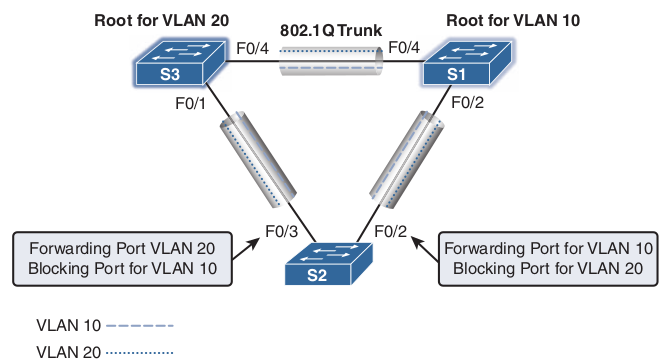 Root for VLAN 20
Root for VLAN 10
802.1Q Trunk
F0/4
F0/4
S3
S1
F0/1
F0/2
F0/3
F0/2
Forwarding Port VLAN 20
Blocking Port for VLAN 10
Forwarding Port for VLAN 10
Blocking Port for VLAN 20
S2
VLAN 10
VLAN 20